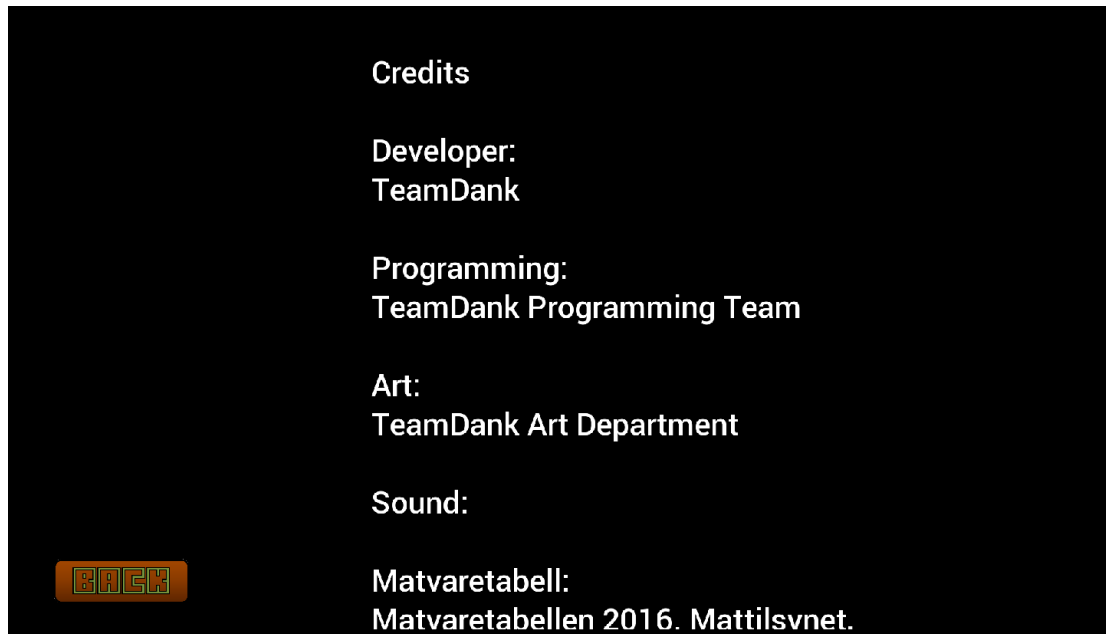 Credits
Developer:
TeamDank
Programming:
TeamDank Programming Team
Art:
TeamDank Art Department
Sound:
BACK
Matvaretabell:
Matvaretabellen 2016. Mattilsynet.